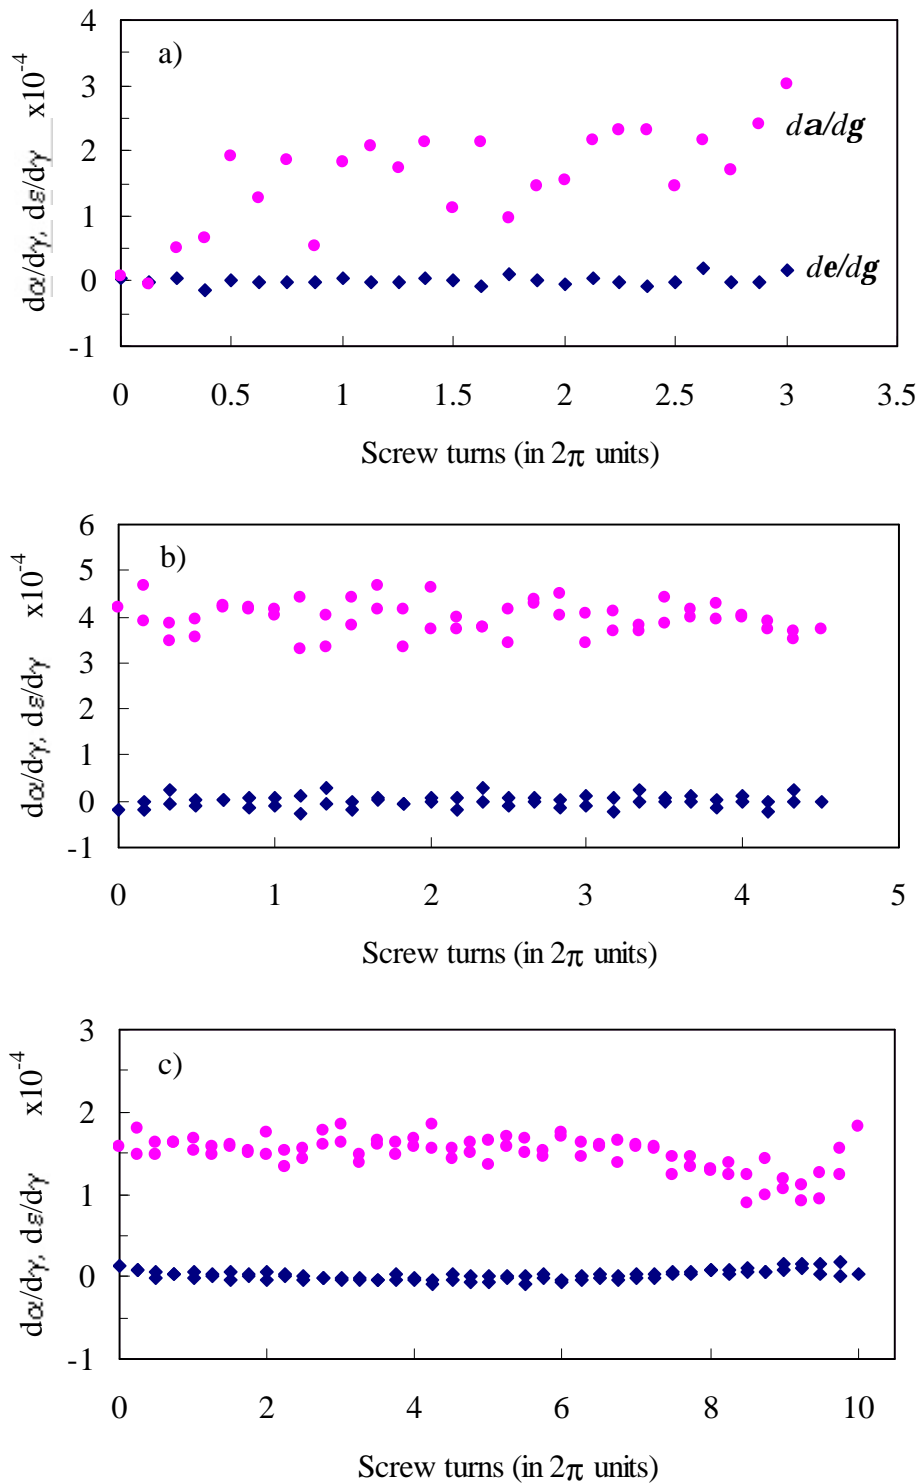 a)
dα/dγ, dε/dγ x10⁻⁴
4
3
2
1
0
-1
da/dg
de/dg
0 0.5 1 1.5 2 2.5 3 3.5
Screw turns (in 2π units)
b)
dα/dγ, dε/dγ x10⁻⁴
6
5
4
3
2
1
0
-1
0 1 2 3 4 5
Screw turns (in 2π units)
c)
dα/dγ, dε/dγ x10⁻⁴
3
2
1
0
-1
0 2 4 6 8 10
Screw turns (in 2π units)